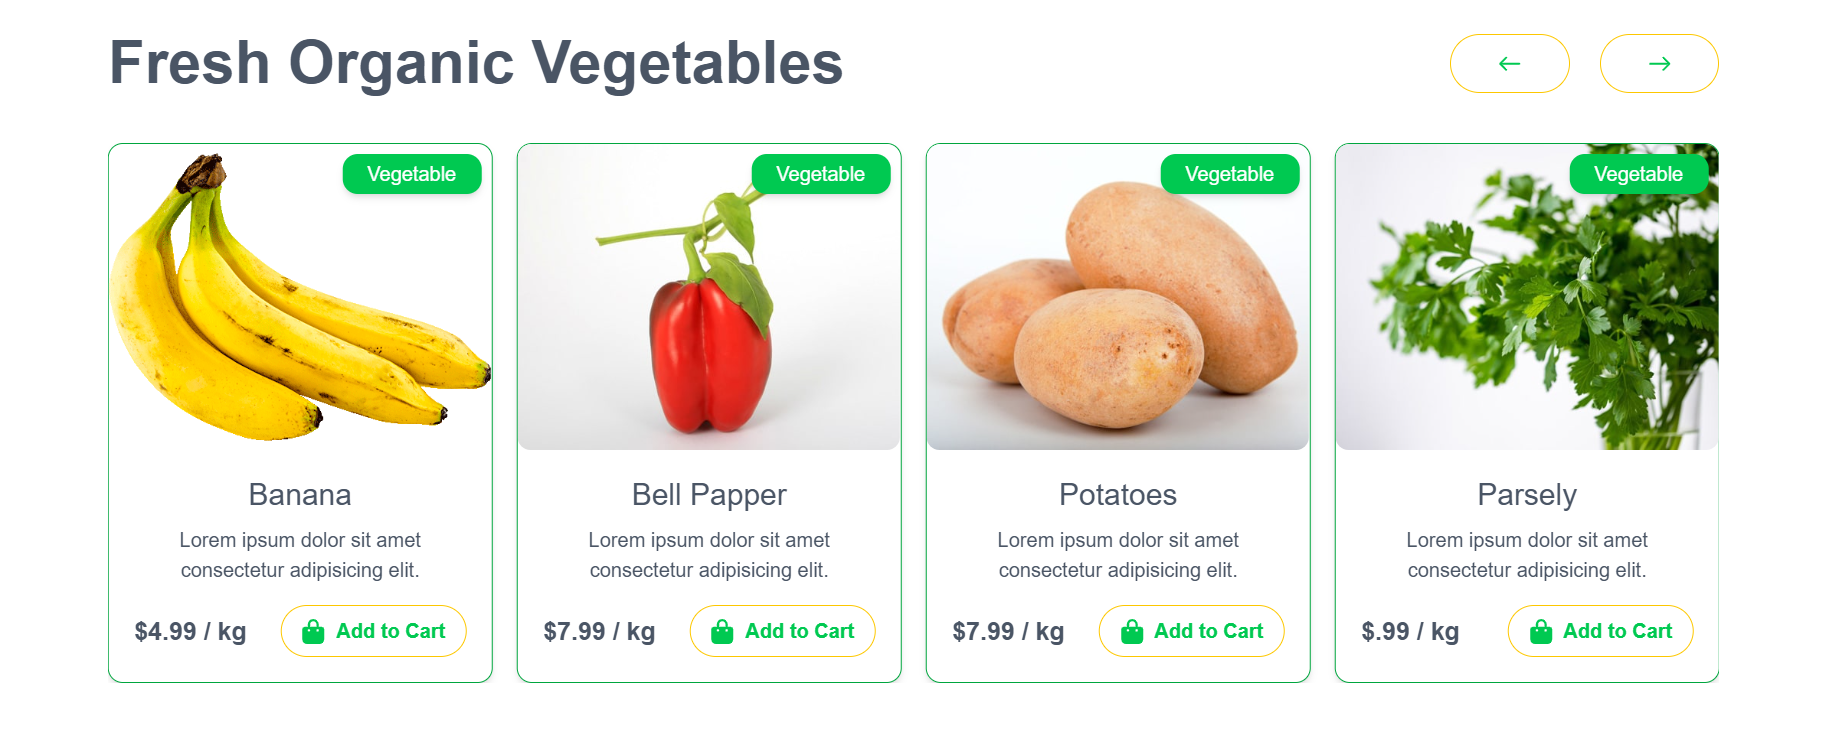 Fresh Organic Vegetables
Vegetable
Vegetable
Vegetable
Vegetable
Banana
Lorem ipsum dolor sit amet
consectetur adipisicing elit.
$4.99 / kg
Add to Cart
Bell Papper
Lorem ipsum dolor sit amet
consectetur adipisicing elit.
$7.99 / kg
Add to Cart
Potatoes
Lorem ipsum dolor sit amet
consectetur adipisicing elit.
$7.99 / kg
Add to Cart
Parsely
Lorem ipsum dolor sit amet
consectetur adipisicing elit.
$.99 / kg
Add to Cart